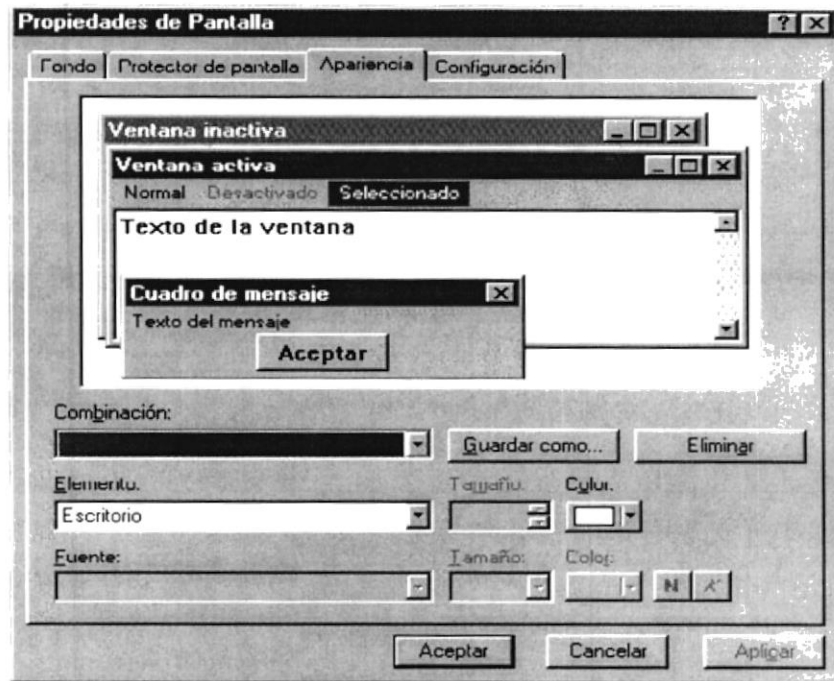 Propiedades de Pantalla
Fondo Protector de pantalla Apariencia Configuración
Ventana inactiva
Ventana activa
Normal Desactivado Seleccionado
Texto de la ventana
Cuadro de mensaje
Texto del mensaje
Aceptar
Combinación:
Guardar como... Eliminar
Elemento: Tamaño: Color:
Escritorio
Fuente: Tamaño: Color:
N K
Aceptar Cancelar Aplicar